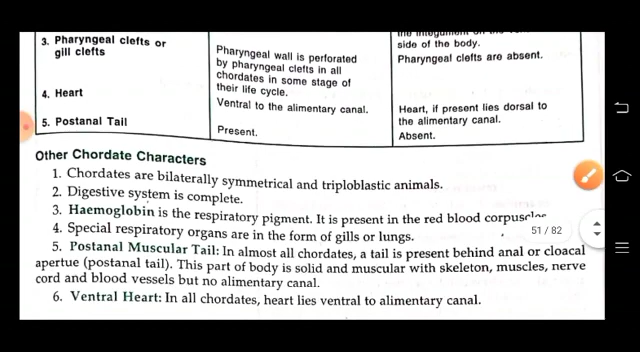 the integument on the
side of the body.
3. Pharyngeal clefts or
gill clefts
Pharyngeal wall is perforated
by pharyngeal clefts in all
chordates in some stage of
their life cycle.
Pharyngeal clefts are absent.
4. Heart
Ventral to the alimentary canal.
Heart, if present lies dorsal to
the alimentary canal.
5. Postanal Tail
Present.
Absent.
Other Chordate Characters
1. Chordates are bilaterally symmetrical and triploblastic animals.
2. Digestive system is complete.
3. Haemoglobin is the respiratory pigment. It is present in the red blood
4. Special respiratory organs are in the form of gills or lungs.
51 / 82
5. Postanal Muscular Tail: In almost all chordates, a tail is present behind anal or cloacal
apertue (postanal tail). This part of body is solid and muscular with skeleton, muscles, nerve
cord and blood vessels but no alimentary canal.
6. Ventral Heart: In all chordates, heart lies ventral to alimentary canal.